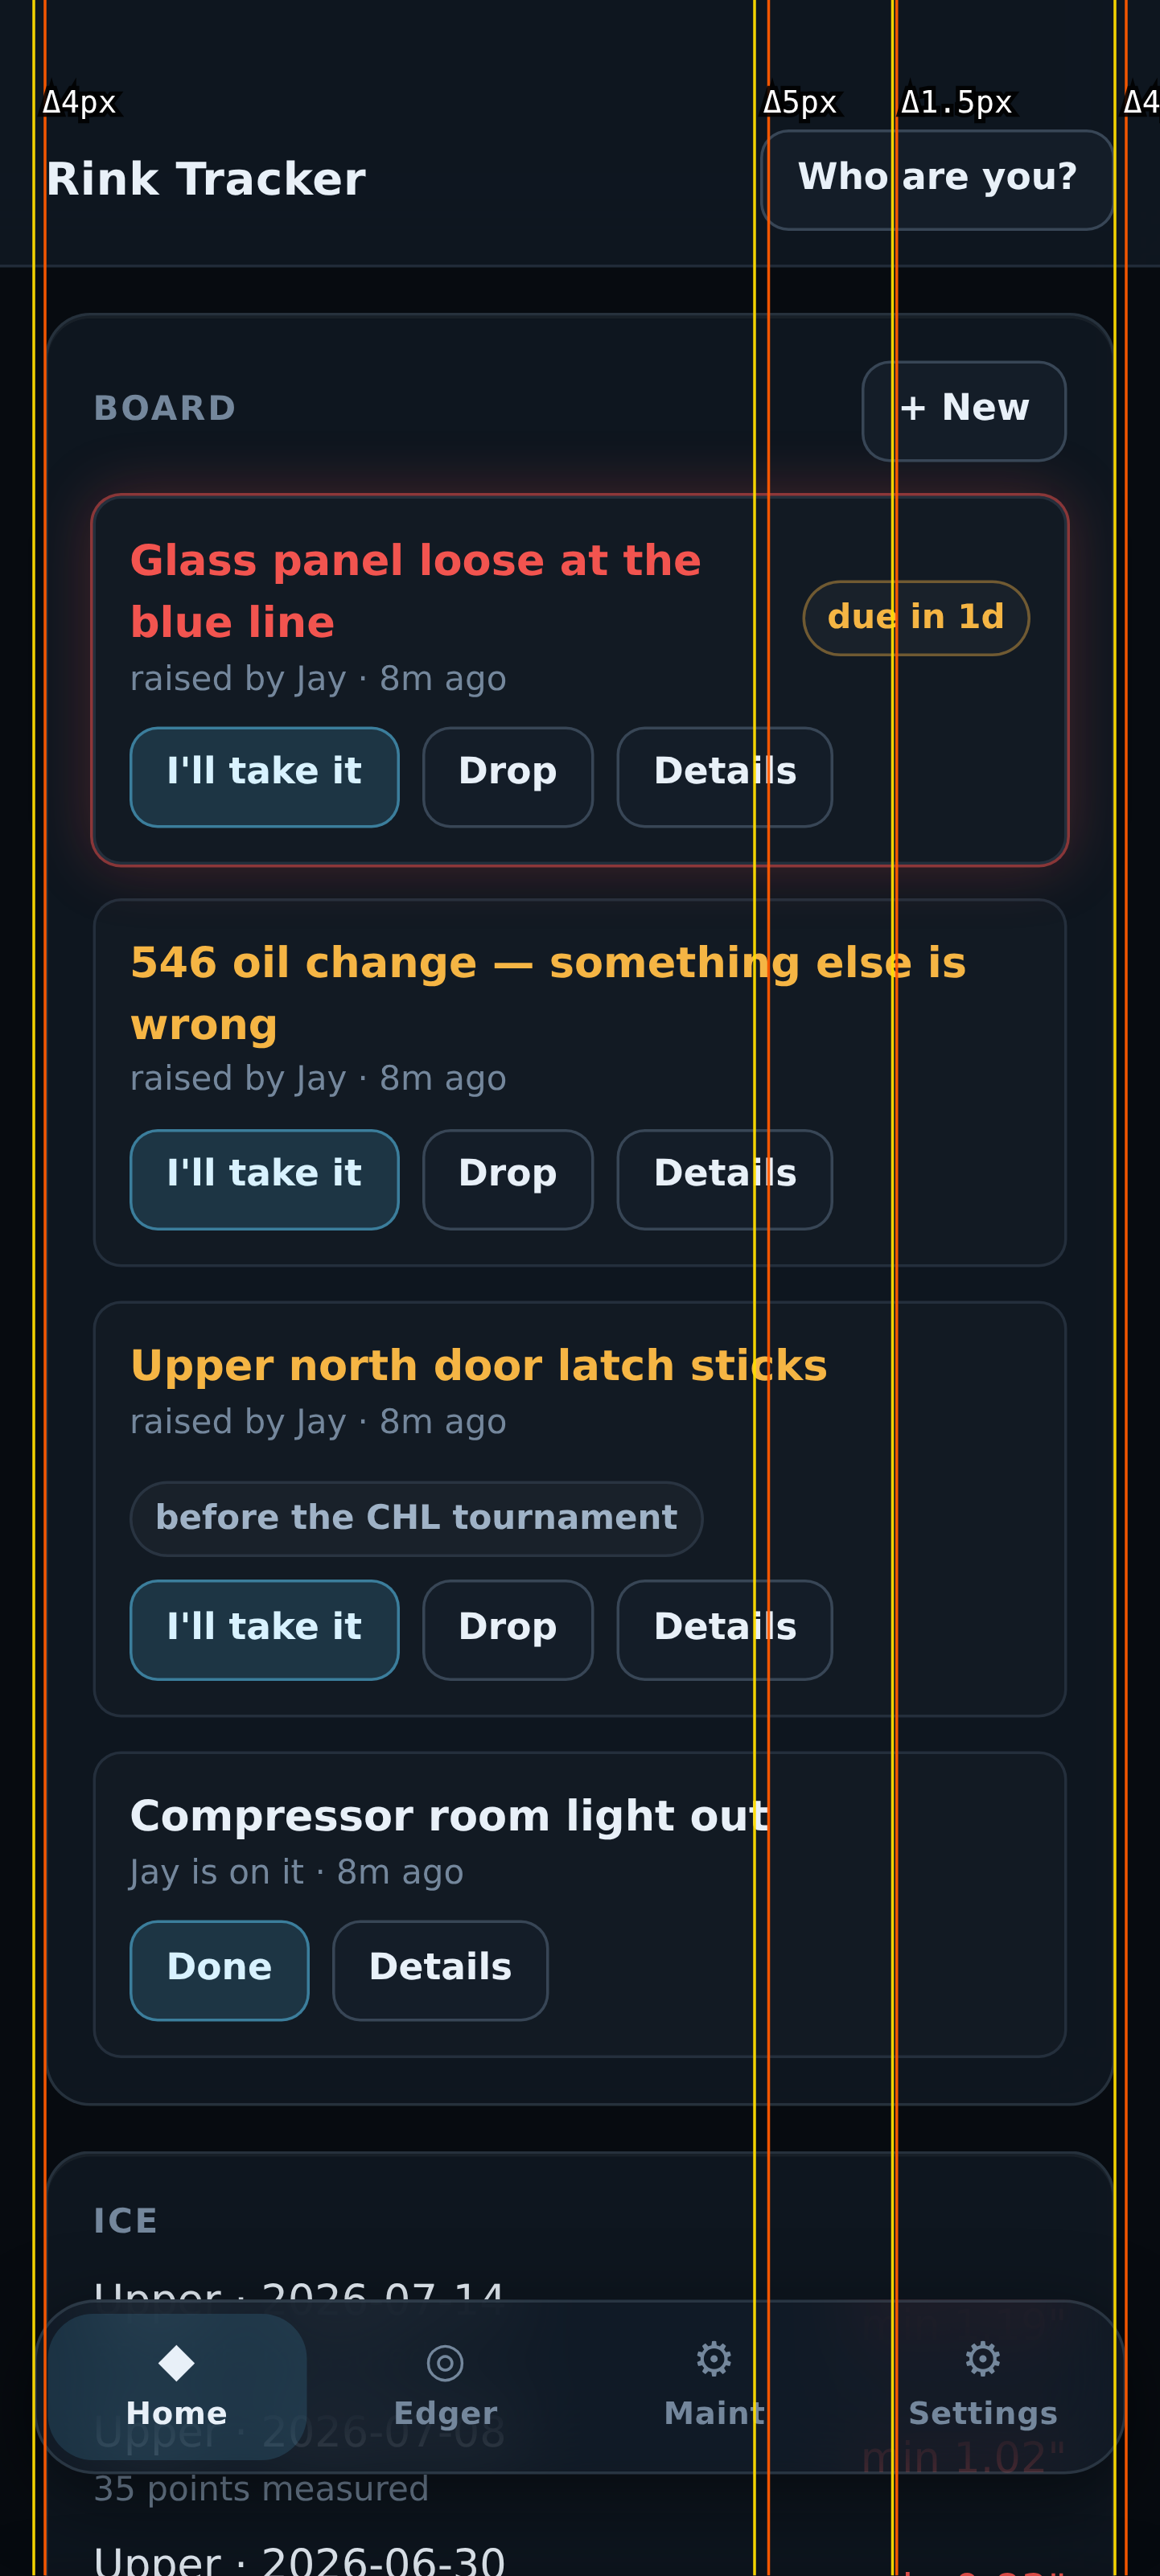 Δ4px
Δ5px
Δ1.5px
Δ4
Rink Tracker
Who are you?
BOARD
+ New
Glass panel loose at the
blue line
due in 1d
raised by Jay · 8m ago
I'll take it
Drop
Details
546 oil change — something else is
wrong
raised by Jay · 8m ago
I'll take it
Drop
Details
Upper north door latch sticks
raised by Jay · 8m ago
before the CHL tournament
I'll take it
Drop
Details
Compressor room light out
Jay is on it · 8m ago
Done
Details
ICE
Upper · 2026-07-14
Home
Edger
Maint
Settings
Upper · 2026-07-08
min 1.02"
35 points measured
Upper · 2026-06-30